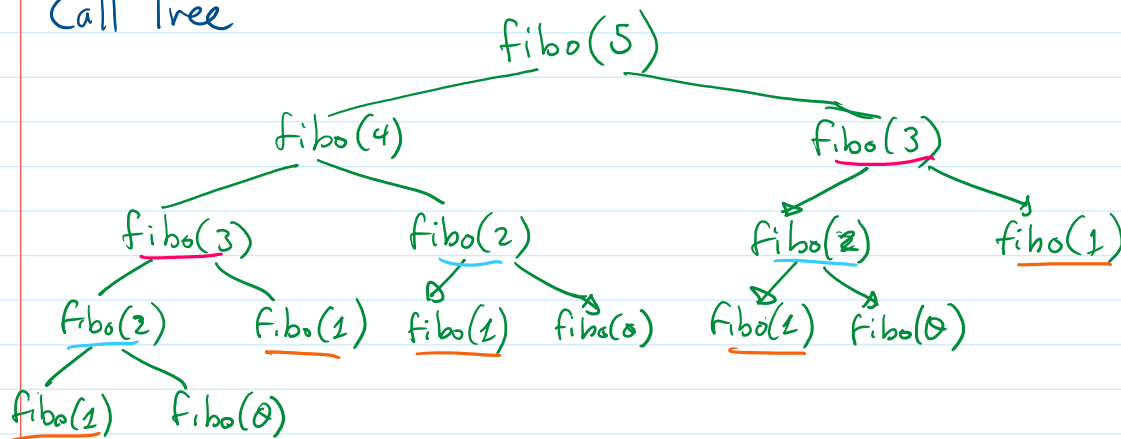 Call Tree
fibo(5)
fibo(4) fibo(3)
fibo(3) fibo(2) fibo(2) fibo(1)
fibo(2) fibo(1) fibo(1) fibo(0) fibo(1) fibo(0)
fibo(1) fibo(0)